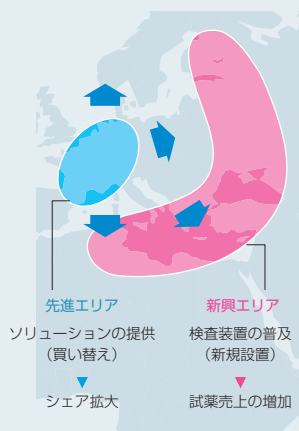 先進エリア
ソリューションの提供
（買い替え）
▼
シェア拡大
新興エリア
検査装置の普及
（新規設置）
▼
試薬売上の増加